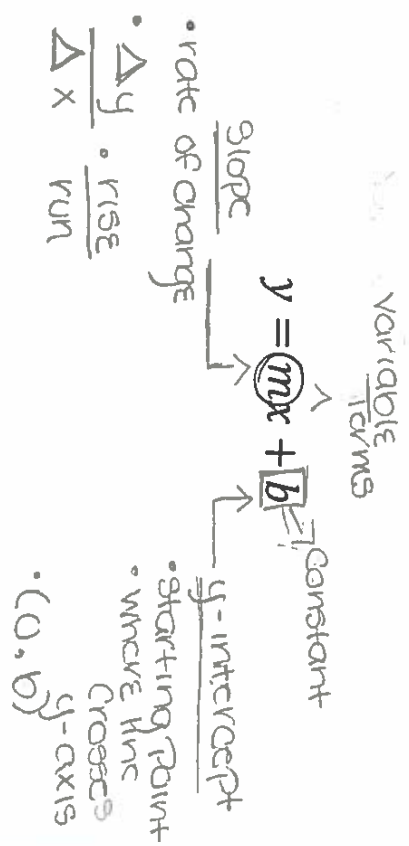 variable
terms
y = mx + b
constant
slope
• rate of change
• Δy/Δx • rise/run
y-intercept
• starting point
• where line
crosses
y-axis
• (0, b)